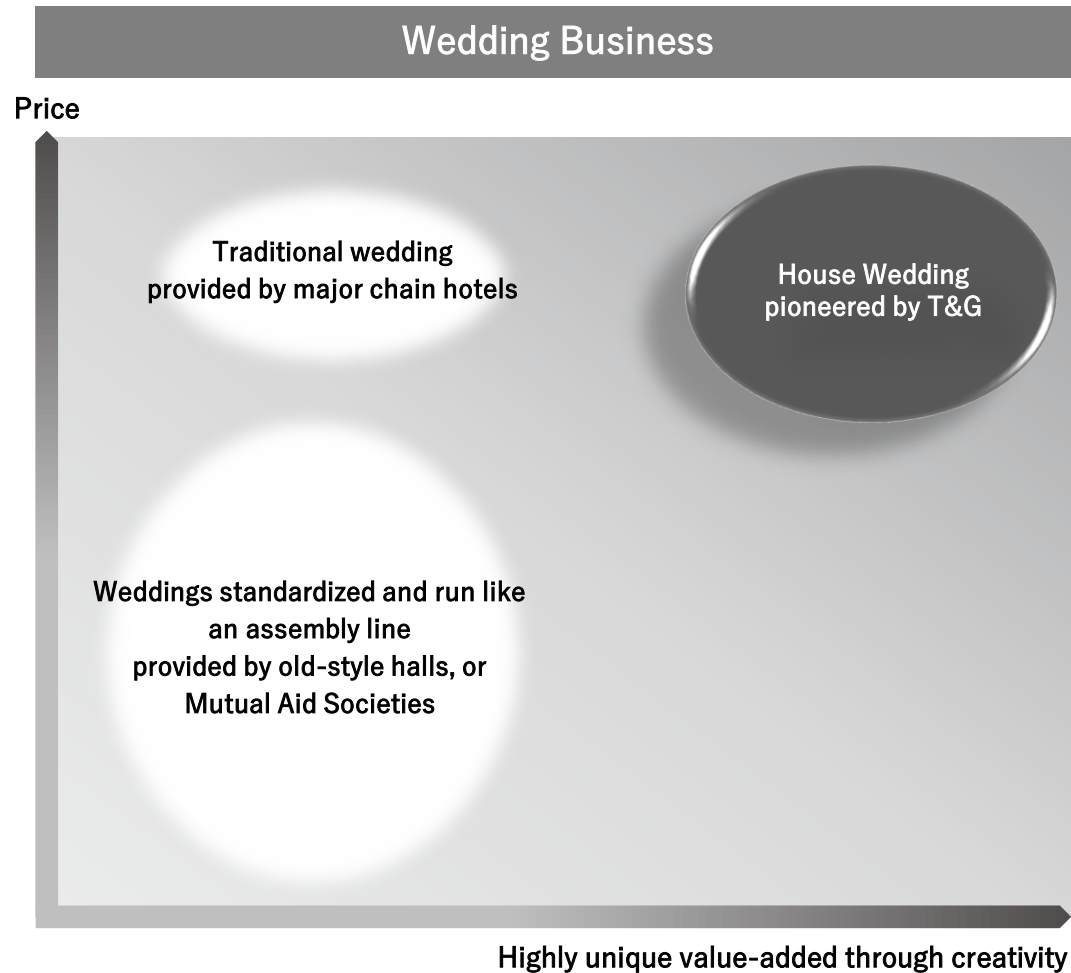 Wedding Business
Price
Traditional wedding
provided by major chain hotels
House Wedding
pioneered by T&G
Weddings standardized and run like
an assembly line
provided by old-style halls, or
Mutual Aid Societies
Highly unique value-added through creativity